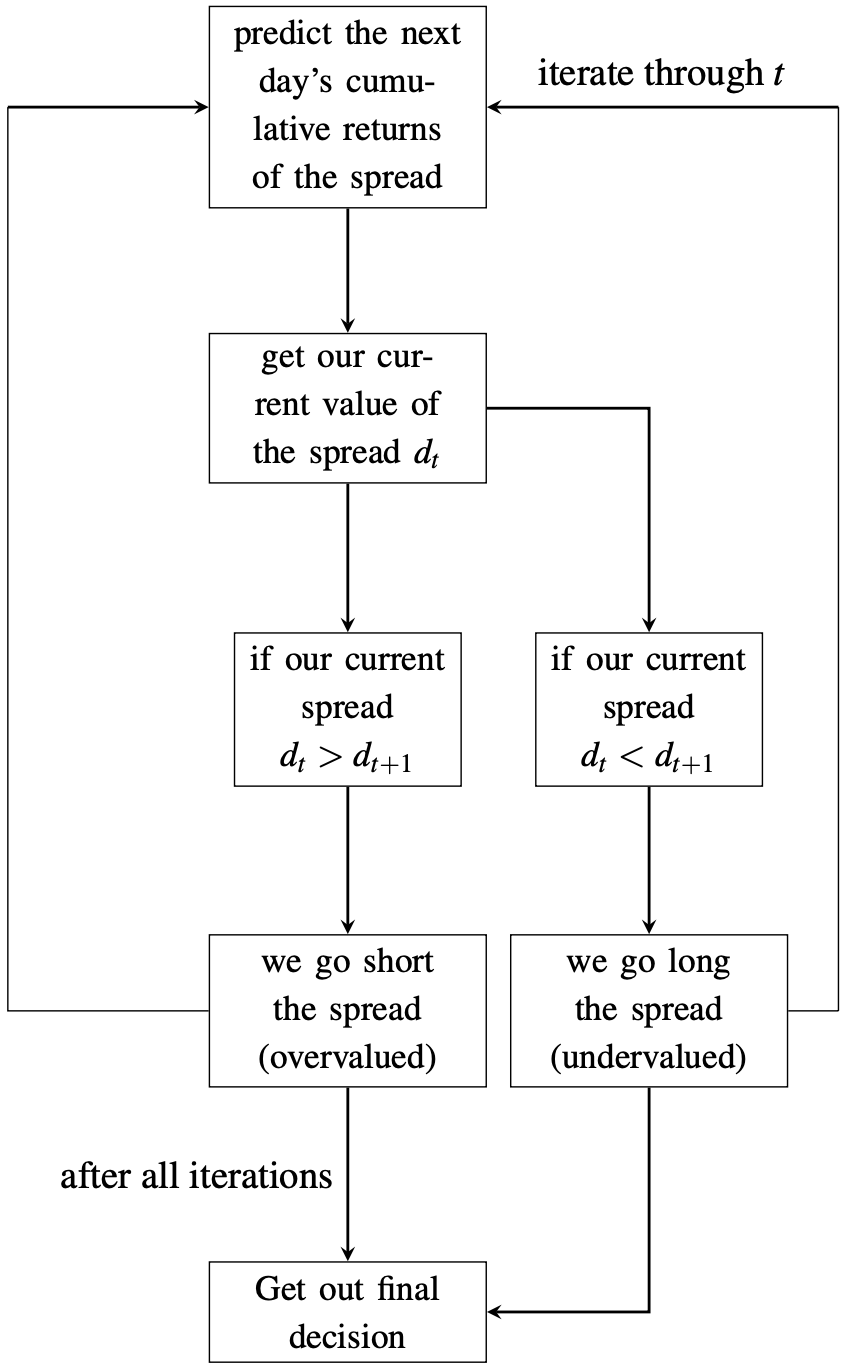 predict the next
day's cumu-
lative returns
of the spread
iterate through t
get our cur-
rent value of
the spread d_t
if our current
spread
d_t > d_{t+1}
if our current
spread
d_t < d_{t+1}
we go short
the spread
(overvalued)
we go long
the spread
(undervalued)
after all iterations
Get out final
decision